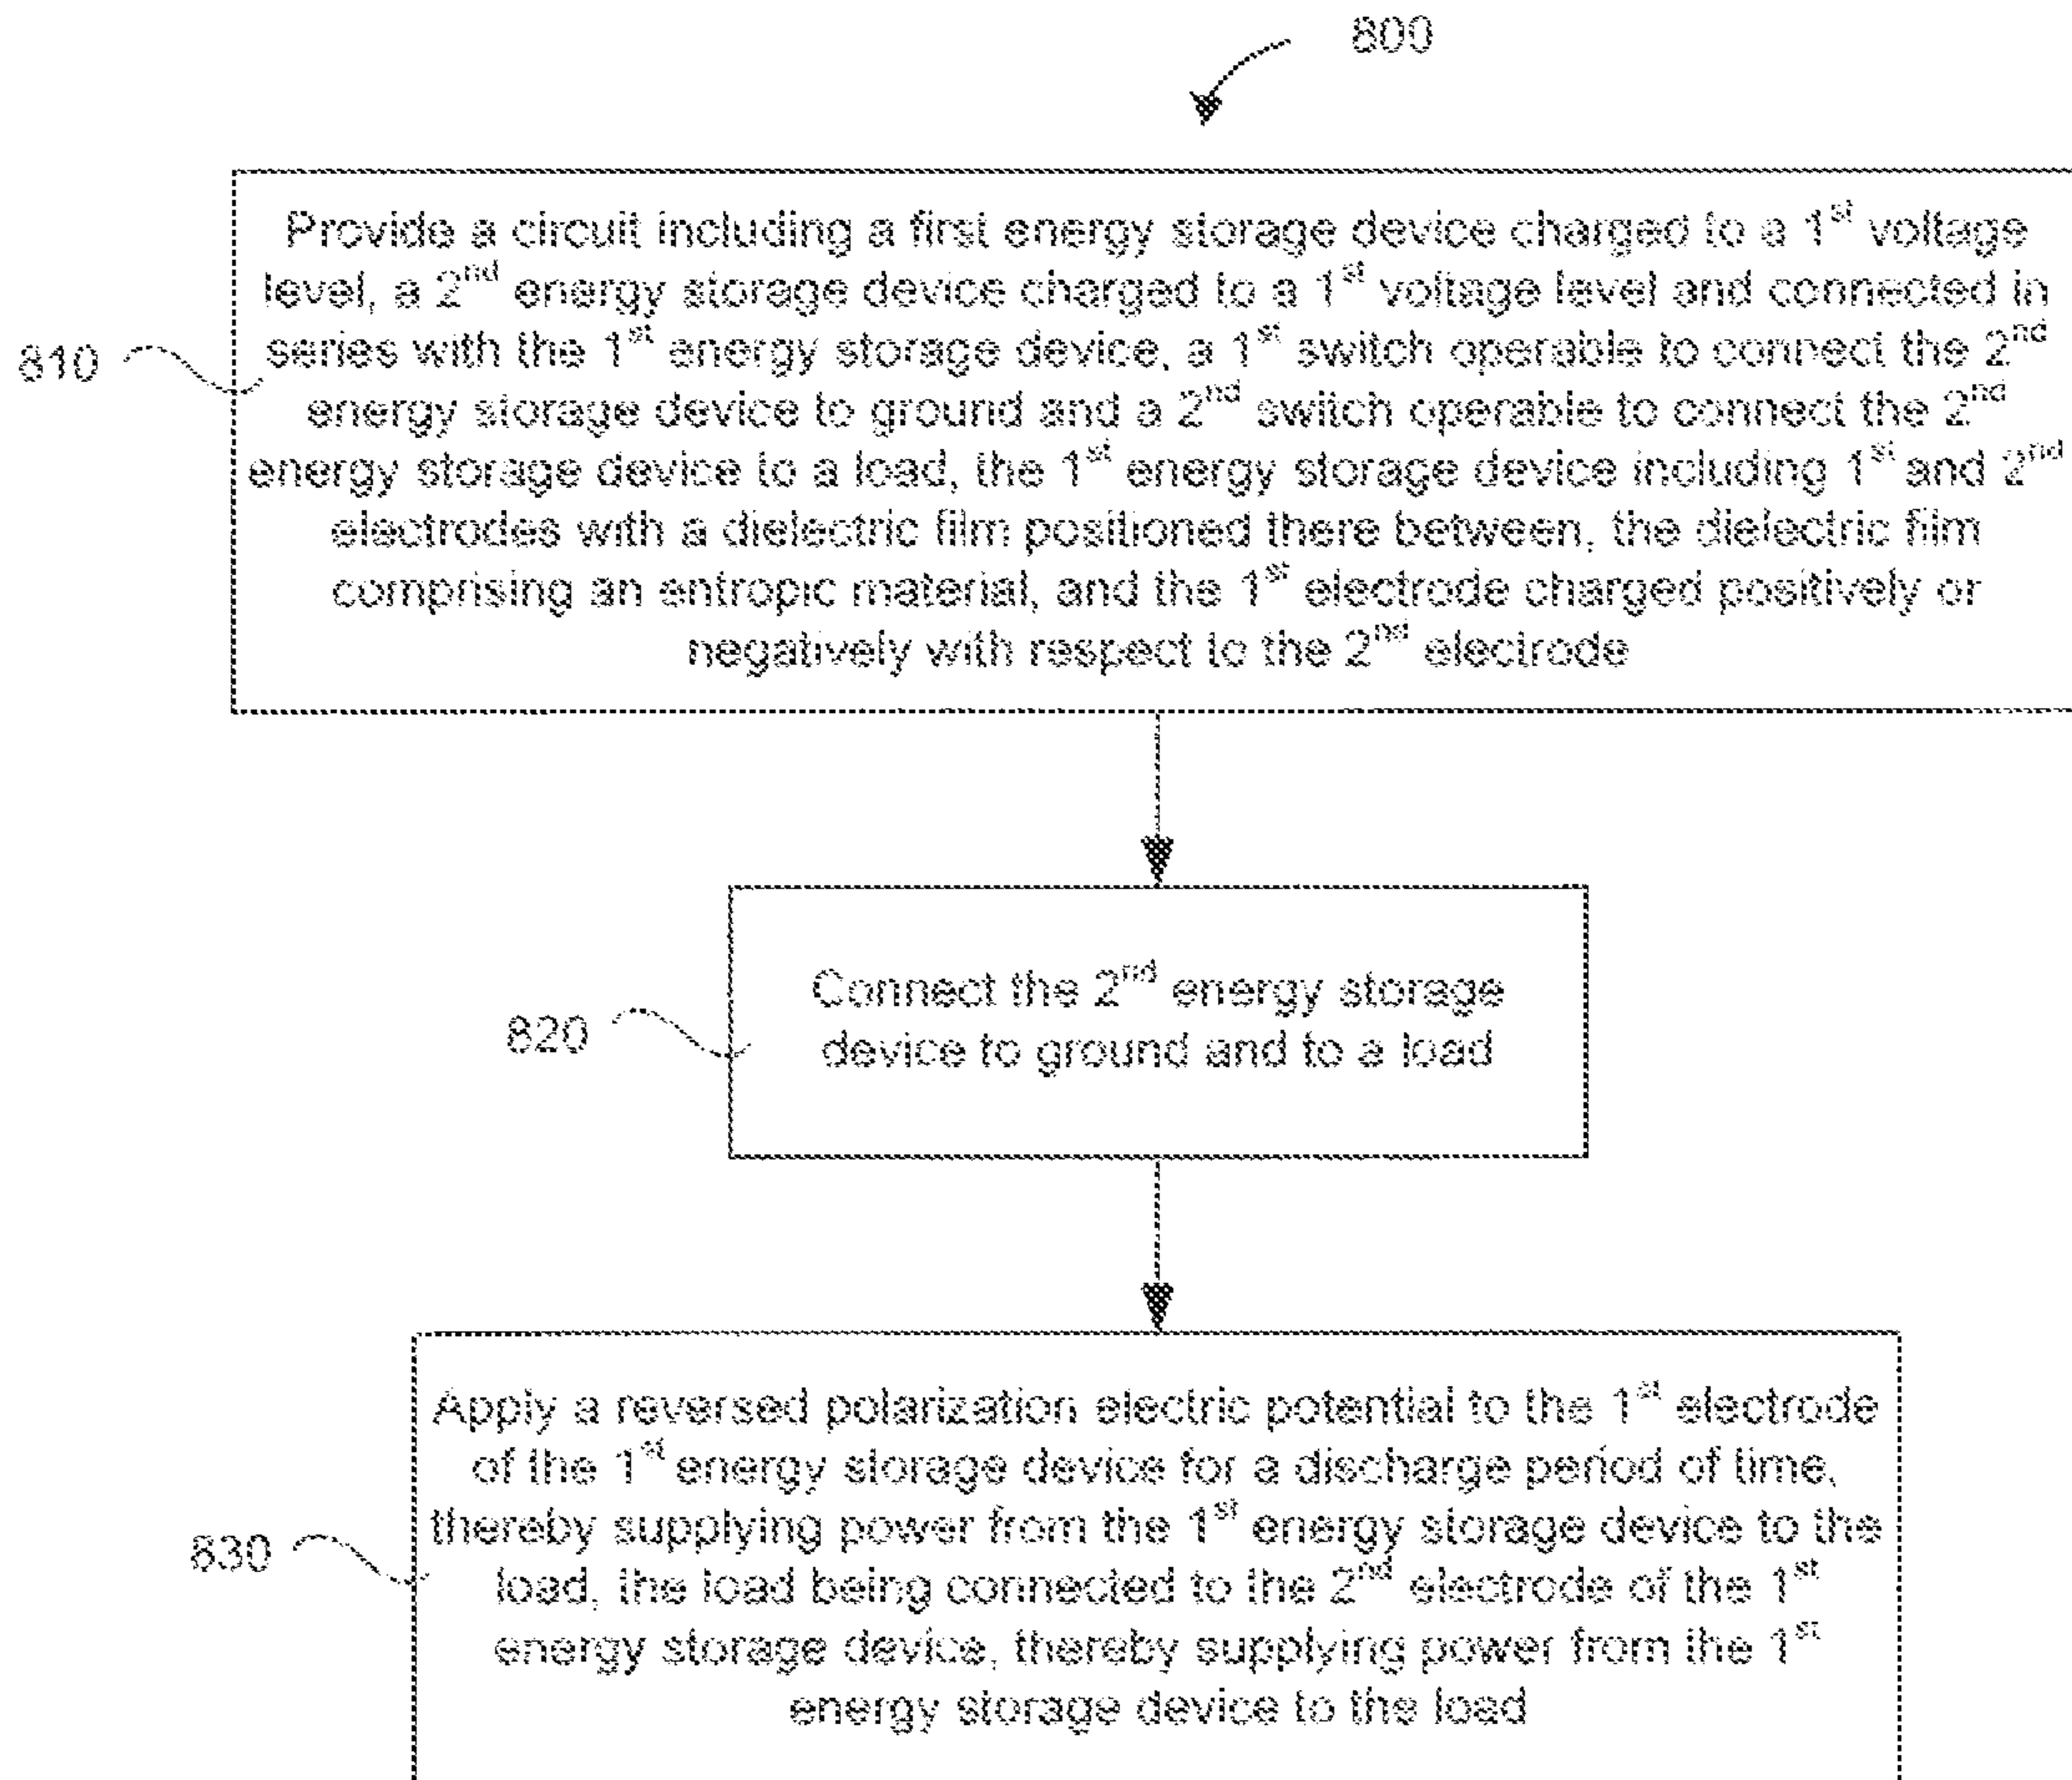 800
Provide a circuit including a first energy storage device charged to a 1st voltage
level, a 2nd energy storage device charged to a 1st voltage level and connected in
series with the 1st energy storage device, a 1st switch operable to connect the 2nd
energy storage device to ground and a 2nd switch operable to connect the 2nd
energy storage device to a load, the 1st energy storage device including 1st and 2nd
electrodes with a dielectric film positioned there between, the dielectric film
comprising an entropic material, and the 1st electrode charged positively or
negatively with respect to the 2nd electrode
810
Connect the 2nd energy storage
device to ground and to a load
820
Apply a reversed polarization electric potential to the 1st electrode
of the 1st energy storage device for a discharge period of time,
thereby supplying power from the 1st energy storage device to the
load, the load being connected to the 2nd electrode of the 1st
energy storage device, thereby supplying power from the 1st
energy storage device to the load
830